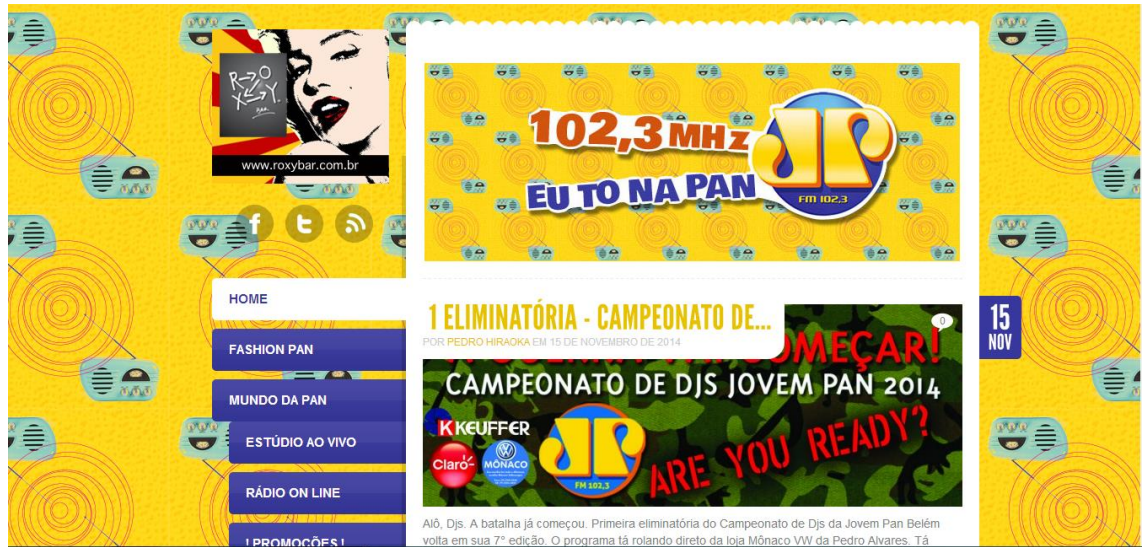 R→O
X→Y.
BAR.
www.roxybar.com.br
102,3 MHz
EU TO NA PAN
JP
FM 102,3
HOME
FASHION PAN
MUNDO DA PAN
ESTÚDIO AO VIVO
RÁDIO ON LINE
! PROMOÇÕES !
1 ELIMINATÓRIA - CAMPEONATO DE...
POR PEDRO HIRAOKA EM 15 DE NOVEMBRO DE 2014
0
15
NOV
COMEÇAR!
CAMPEONATO DE DJS JOVEM PAN 2014
KKEUFFER
Claro
MÔNACO
JP
FM 102,3
ARE YOU READY?
Alô, Djs. A batalha já começou. Primeira eliminatória do Campeonato de Djs da Jovem Pan Belém
volta em sua 7° edição. O programa tá rolando direto da loja Mônaco VW da Pedro Alvares. Tá